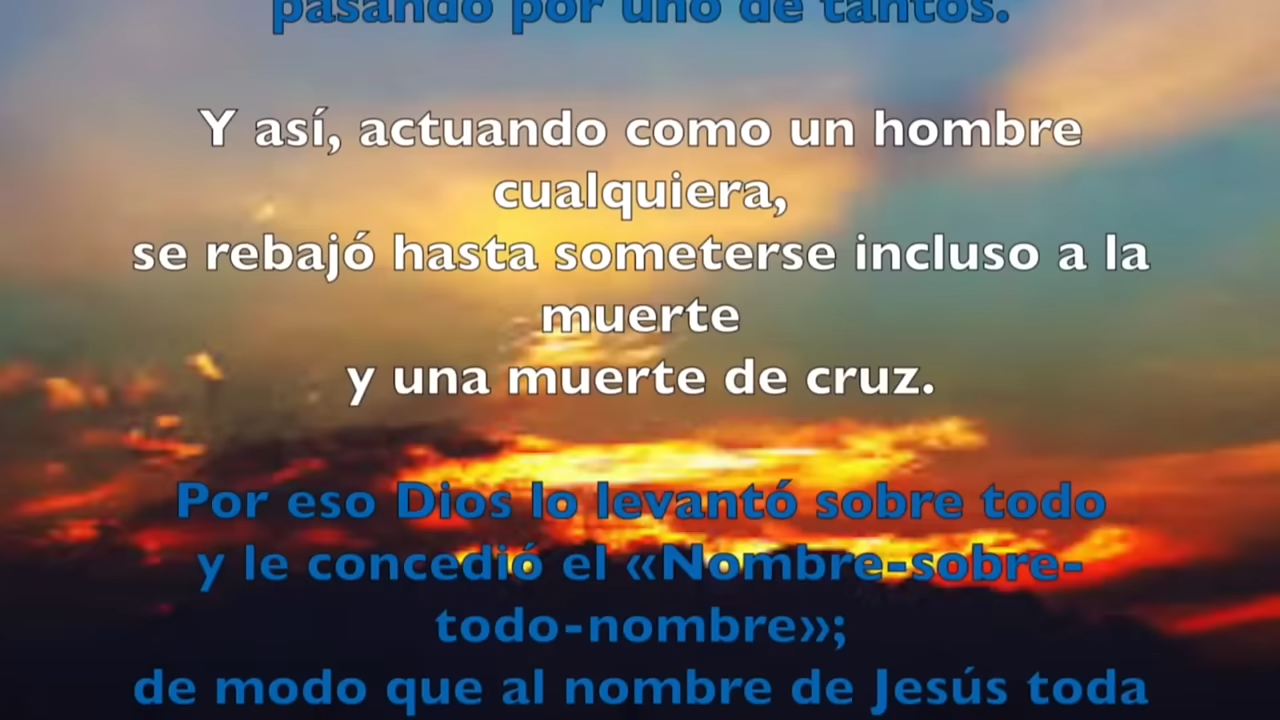 pasando por uno de tantos.
Y así, actuando como un hombre
cualquiera,
se rebajó hasta someterse incluso a la
muerte
y una muerte de cruz.
Por eso Dios lo levantó sobre todo
y le concedió el «Nombre-sobre-
todo-nombre»;
de modo que al nombre de Jesús toda